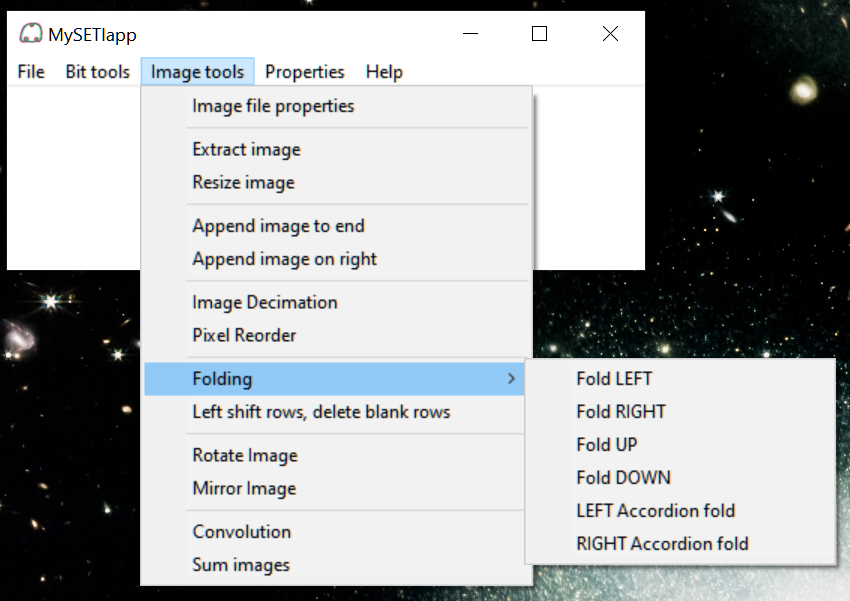 MySETIapp
File Bit tools Image tools Properties Help
Image file properties
Extract image
Resize image
Append image to end
Append image on right
Image Decimation
Pixel Reorder
Folding
Left shift rows, delete blank rows
Rotate Image
Mirror Image
Convolution
Sum images
Fold LEFT
Fold RIGHT
Fold UP
Fold DOWN
LEFT Accordion fold
RIGHT Accordion fold